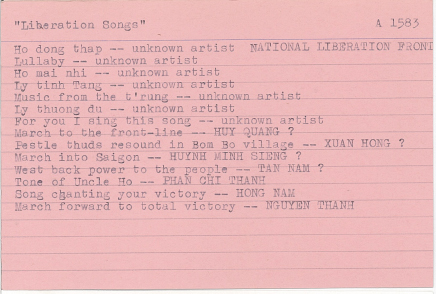 "Liberation Songs" A 1583
Ho dong thap -- unknown artist NATIONAL LIBERATION FRONT
Lullaby -- unknown artist
Ho mai nhi -- unknown artist
Ly tinh Tang -- unknown artist
Music from the t'rung -- unknown artist
Ly thuong du -- unknown artist
For you I sing this song -- unknown artist
March to the front-line -- HUY QUANG ?
Pestle thuds resound in Bom Bo village -- XUAN HONG ?
March into Saigon -- HUYNH MINH SIENG ?
West back power to the people -- TAN NAM ?
Tone of Uncle Ho -- PHAN CHI THANH
Song chanting your victory -- HONG NAM
March forward to total victory -- NGUYEN THANH